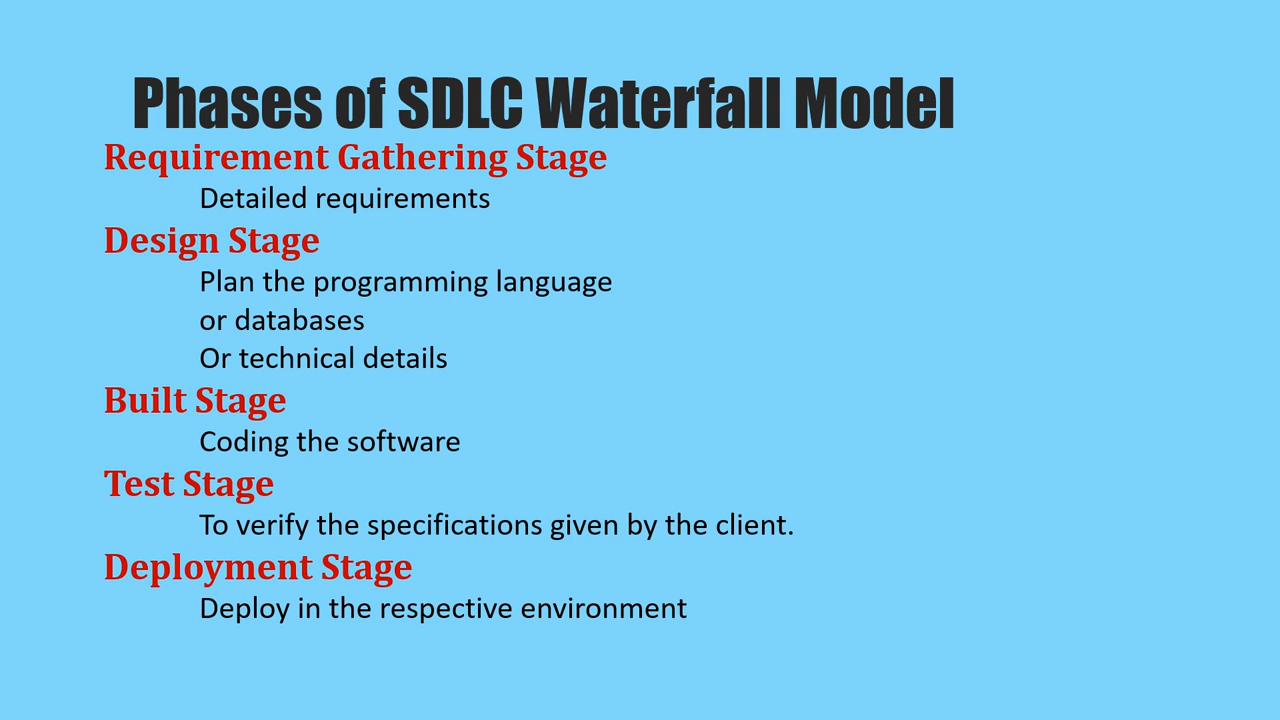 Phases of SDLC Waterfall Model
Requirement Gathering Stage
Detailed requirements
Design Stage
Plan the programming language
or databases
Or technical details
Built Stage
Coding the software
Test Stage
To verify the specifications given by the client.
Deployment Stage
Deploy in the respective environment